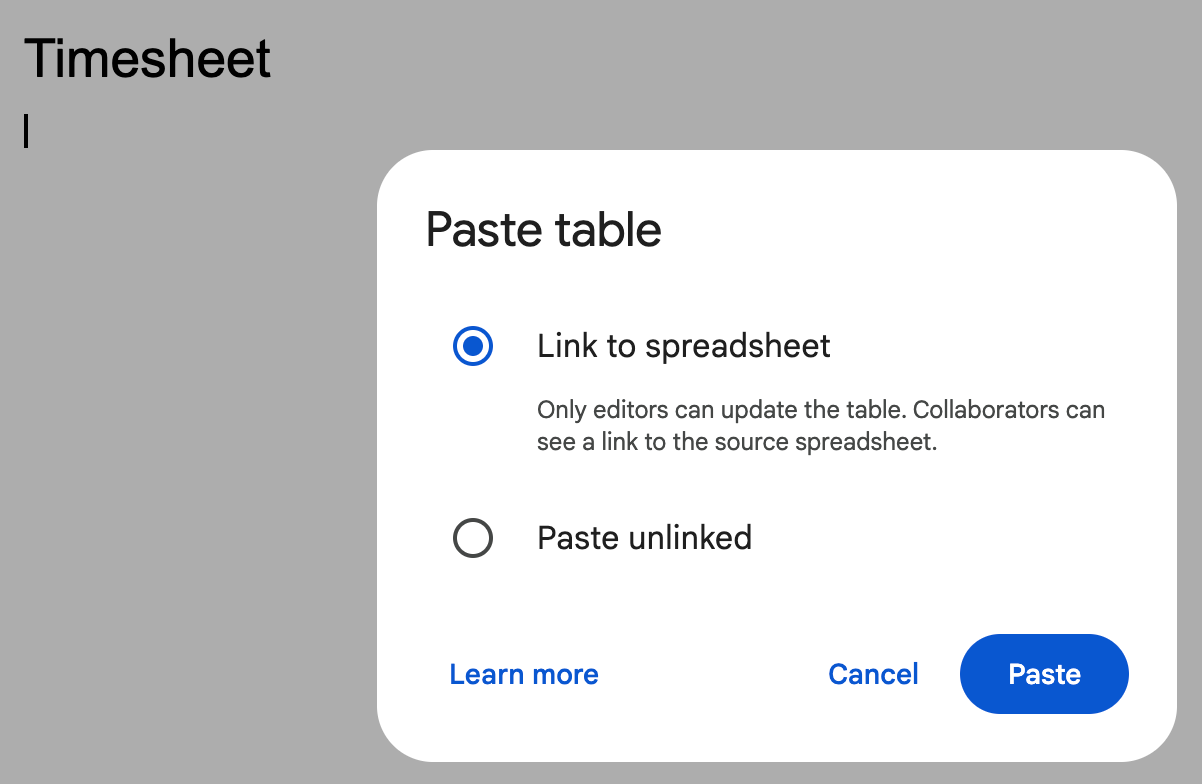 Timesheet
Paste table
Link to spreadsheet
Only editors can update the table. Collaborators can
see a link to the source spreadsheet.
Paste unlinked
Learn more
Cancel
Paste